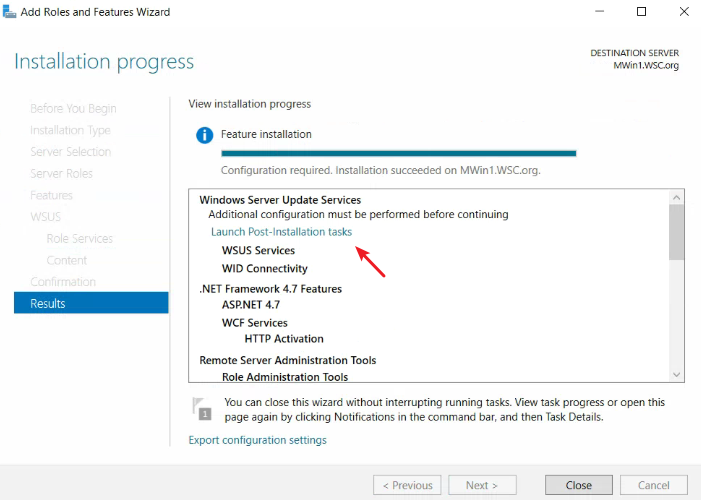 Add Roles and Features Wizard
Installation progress
DESTINATION SERVER
MWin1.WSC.org
Before You Begin
Installation Type
Server Selection
Server Roles
Features
WSUS
Role Services
Content
Confirmation
Results
View installation progress
Feature installation
Configuration required. Installation succeeded on MWin1.WSC.org.
Windows Server Update Services
Additional configuration must be performed before continuing
Launch Post-Installation tasks
WSUS Services
WID Connectivity
.NET Framework 4.7 Features
ASP.NET 4.7
WCF Services
HTTP Activation
Remote Server Administration Tools
Role Administration Tools
1
You can close this wizard without interrupting running tasks. View task progress or open this
page again by clicking Notifications in the command bar, and then Task Details.
Export configuration settings
< Previous
Next >
Close
Cancel